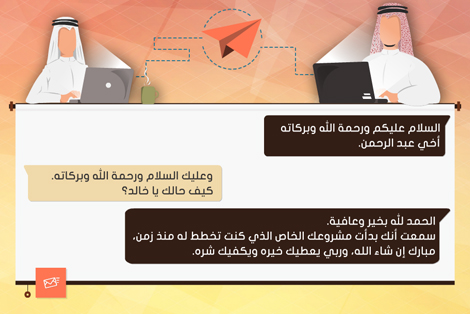 السلام عليكم ورحمة الله وبركاته
أخي عبد الرحمن.
وعليك السلام ورحمة الله وبركاته.
كيف حالك يا خالد؟
الحمد لله بخير وعافية.
سمعت أنك بدأت مشروعك الخاص الذي كنت تخطط له منذ زمن،
مبارك إن شاء الله، وربي يعطيك خيره ويكفيك شره.